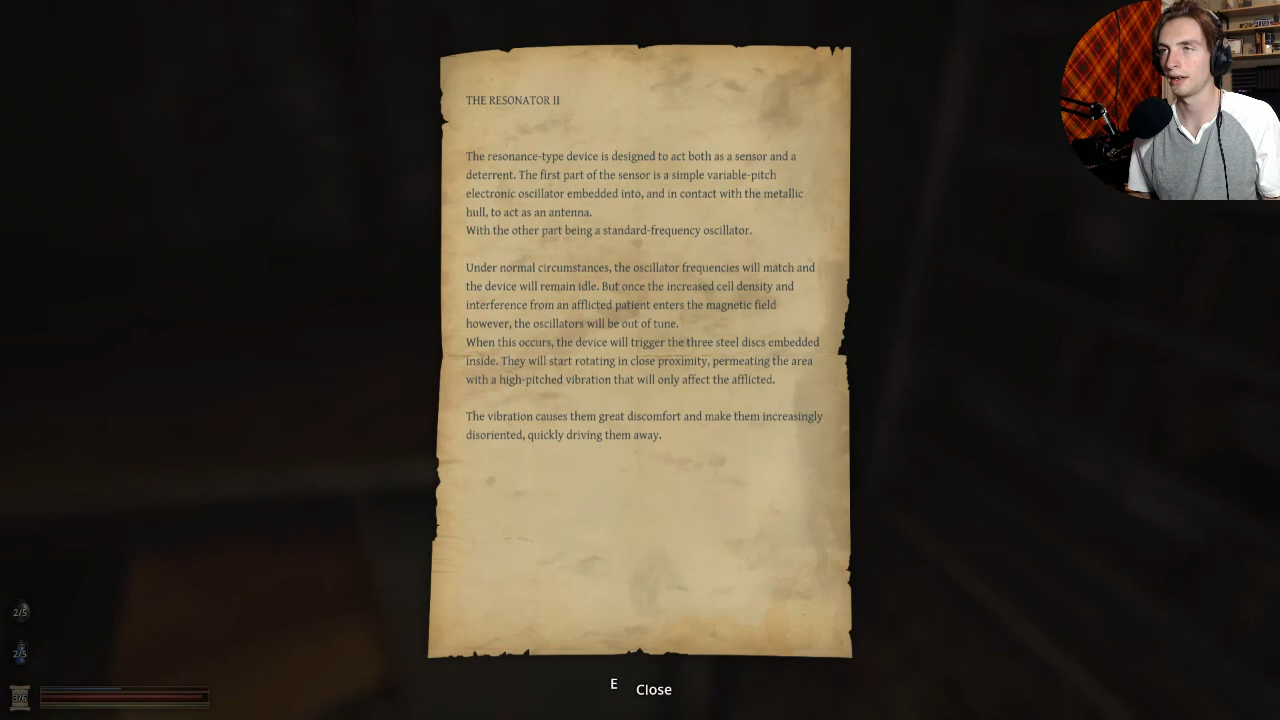 THE RESONATOR II
The resonance-type device is designed to act both as a sensor and a
deterrent. The first part of the sensor is a simple variable-pitch
electronic oscillator embedded into, and in contact with the metallic
hull, to act as an antenna.
With the other part being a standard-frequency oscillator.
Under normal circumstances, the oscillator frequencies will match and
the device will remain idle. But once the increased cell density and
interference from an afflicted patient enters the magnetic field
however, the oscillators will be out of tune.
When this occurs, the device will trigger the three steel discs embedded
inside. They will start rotating in close proximity, permeating the area
with a high-pitched vibration that will only affect the afflicted.
The vibration causes them great discomfort and make them increasingly
disoriented, quickly driving them away.
2/5
2/5
3/6
E Close